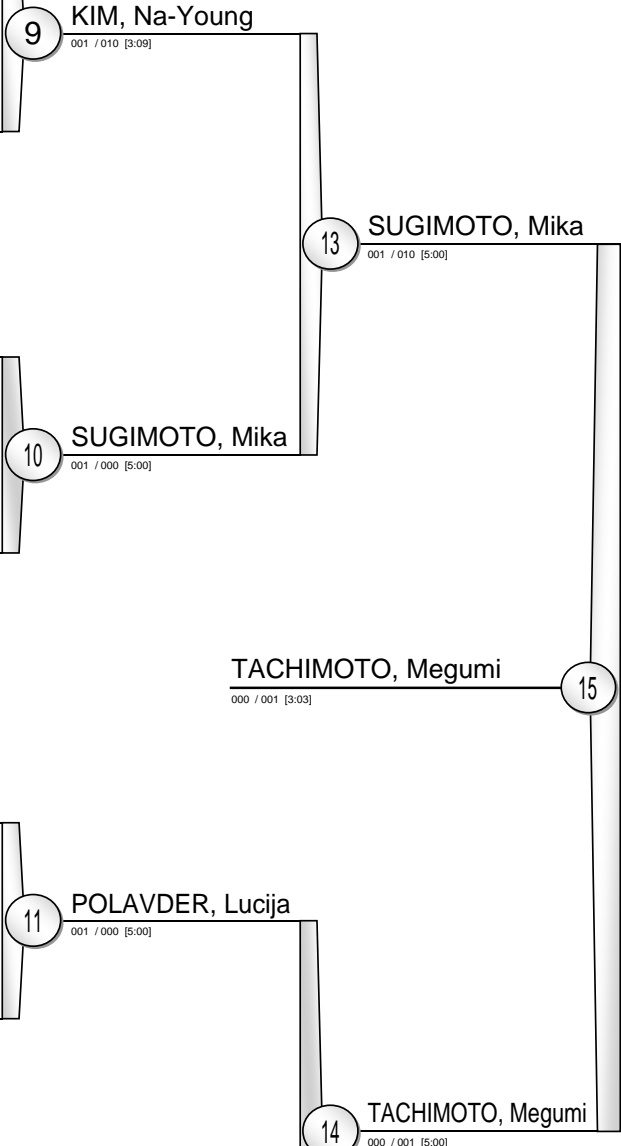 9
KIM, Na-Young
001 / 010 [3:09]
SUGIMOTO, Mika
13
001 / 010 [5:00]
SUGIMOTO, Mika
10
001 / 000 [5:00]
TACHIMOTO, Megumi
15
000 / 001 [3:03]
POLAVDER, Lucija
11
001 / 000 [5:00]
TACHIMOTO, Megumi
14
000 / 001 [5:00]